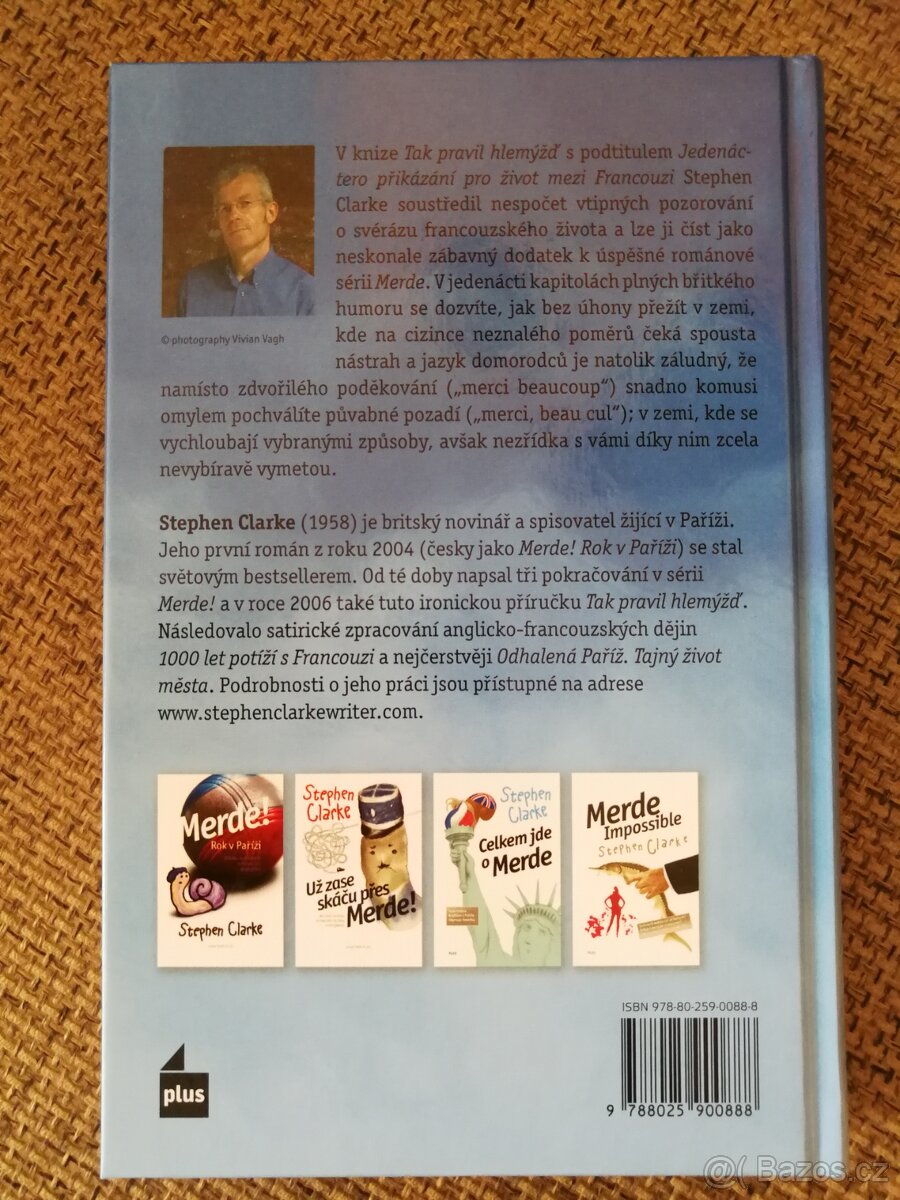 V knize Tak pravil hlemýžď s podtitulem Jedenác-
tero přikázání pro život mezi Francouzi Stephen
Clarke soustředil nespočet vtipných pozorování
o svérázu francouzského života a lze ji číst jako
neskonale zábavný dodatek k úspěšné románové
sérii Merde. V jedenácti kapitolách plných břitkého
humoru se dozvíte, jak bez úhony přežít v zemi,
kde na cizince neznalého poměrů čeká spousta
nástrah a jazyk domorodců je natolik záludný, že
namísto zdvořilého poděkování („merci beaucoup“) snadno komusi
omylem pochválíte půvabné pozadí („merci, beau cul“); v zemi, kde se
vychloubají vybranými způsoby, avšak nezřídka s vámi díky nim zcela
nevybíravě vymetou.
© photography Vivian Vagh
Stephen Clarke (1958) je britský novinář a spisovatel žijící v Paříži.
Jeho první román z roku 2004 (česky jako Merde! Rok v Paříži) se stal
světovým bestsellerem. Od té doby napsal tři pokračování v sérii
Merde! a v roce 2006 také tuto ironickou příručku Tak pravil hlemýžď.
Následovalo satirické zpracování anglicko-francouzských dějin
1000 let potíží s Francouzi a nejčerstvěji Odhalená Paříž. Tajný život
města. Podrobnosti o jeho práci jsou přístupné na adrese
www.stephenclarkewriter.com.
Merde!
Rok v Paříži
Stephen Clarke
Stephen
Clarke
Už zase
skáču přes
Merde!
Stephen
Clarke
Celkem jde
o Merde
Merde
Impossible
Stephen Clarke
ISBN 978-80-259-0088-8
9 788025 900888
plus
@( Bazos.cz